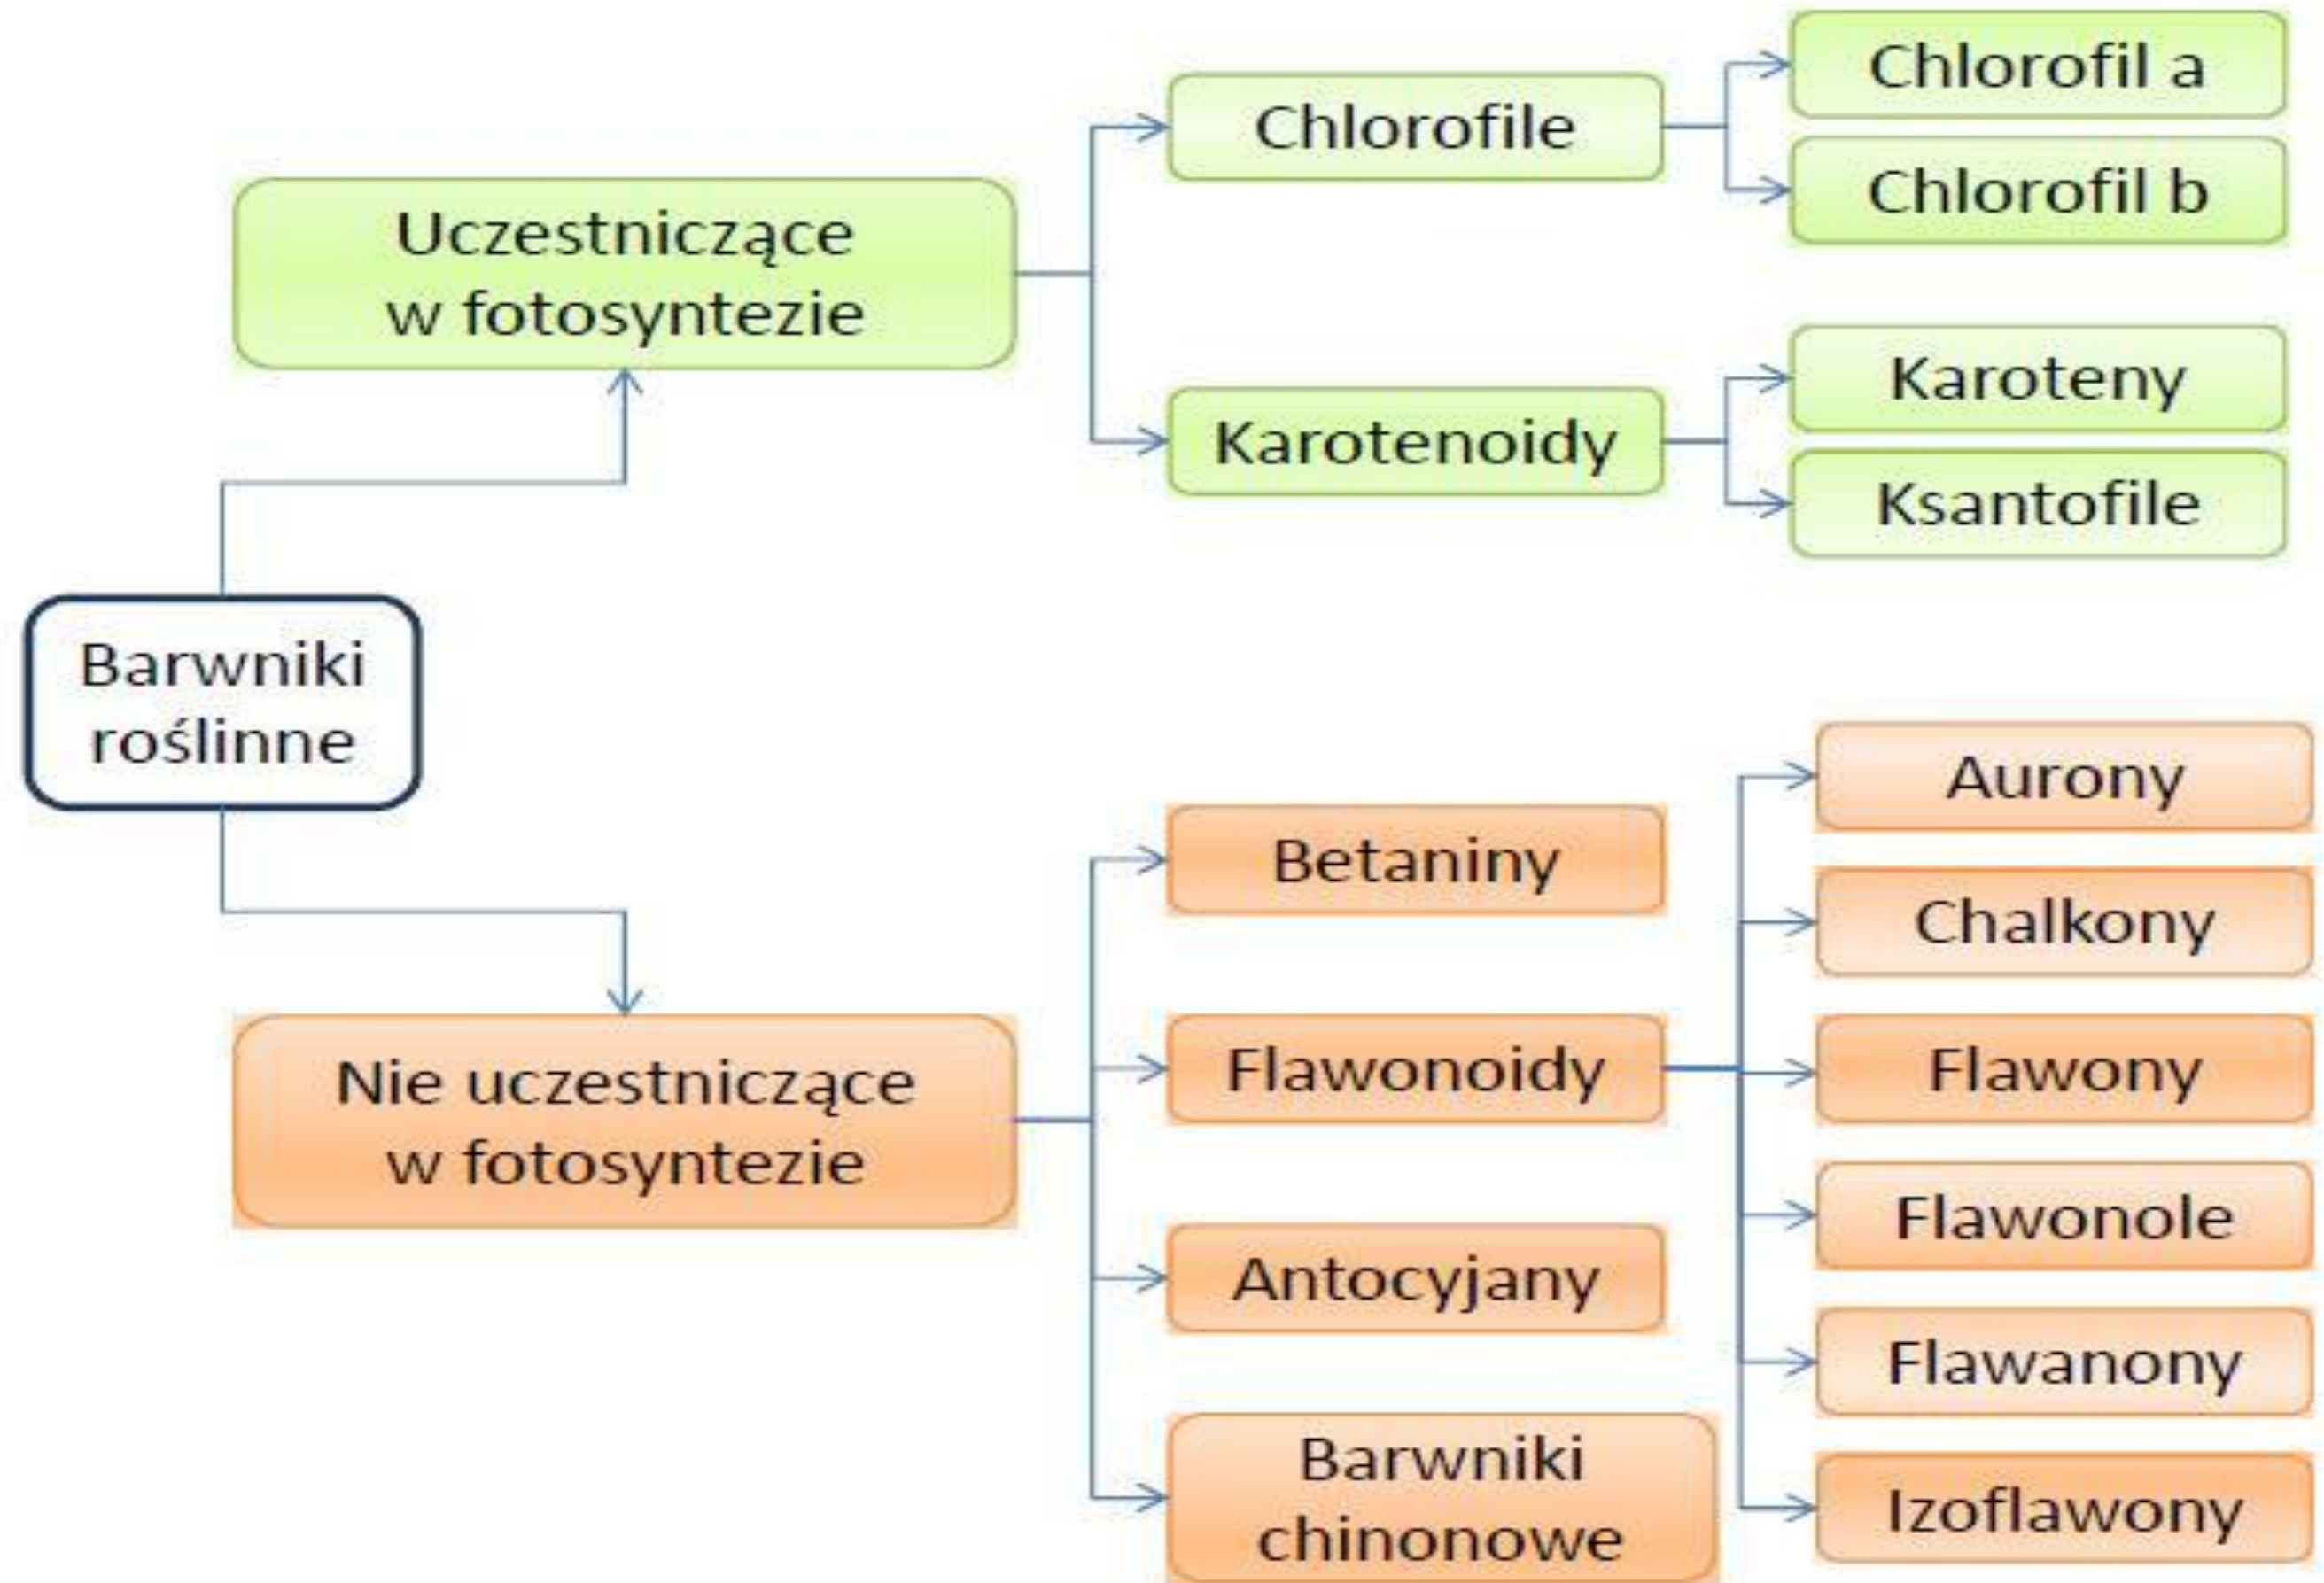 Barwniki
roślinne
Uczestniczące
w fotosyntezie
Chlorofile
Chlorofil a
Chlorofil b
Karotenoidy
Karoteny
Ksantofile
Nie uczestniczące
w fotosyntezie
Betaniny
Flawonoidy
Aurony
Chalkony
Flawony
Flawonole
Flawanony
Izoflawony
Antocyjany
Barwniki
chinonowe